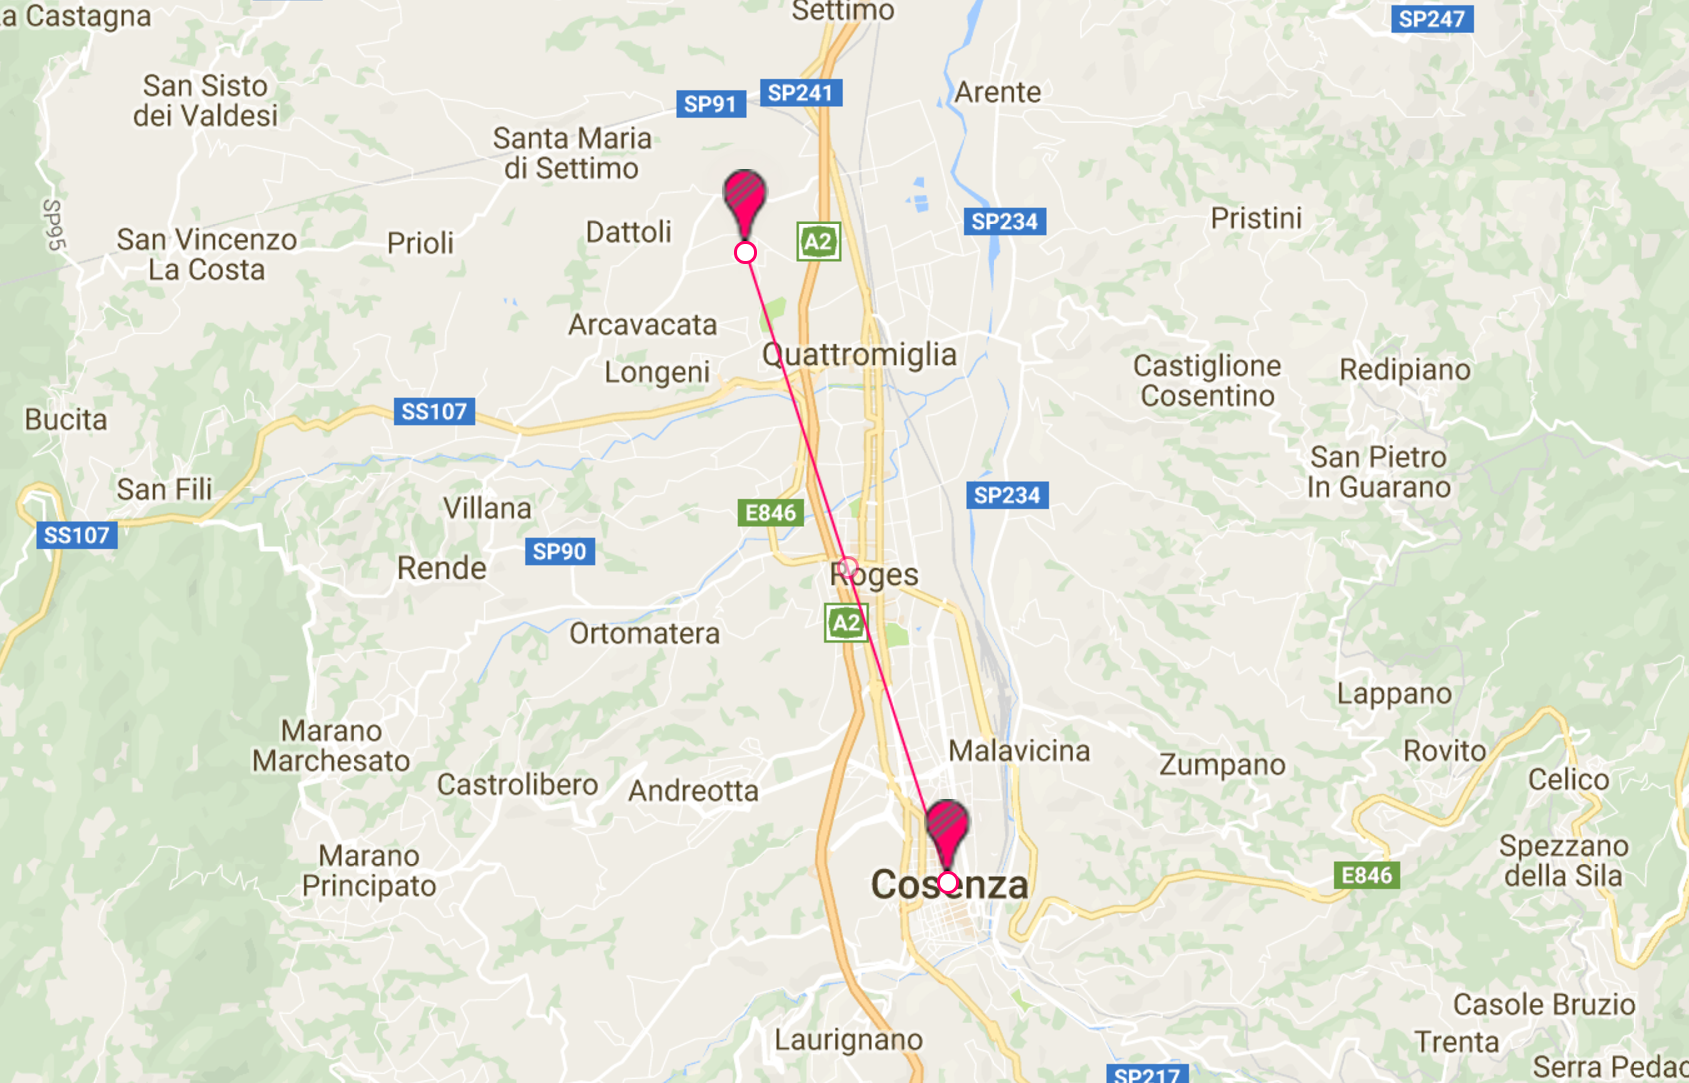 a Castagna
Settimo
SP247
San Sisto
dei Valdesi
SP91
SP241
Arente
Santa Maria
di Settimo
SP95
San Vincenzo
La Costa
Prioli
Dattoli
A2
SP234
Pristini
Arcavacata
Longeni
Quattromiglia
Castiglione
Cosentino
Redipiano
Bucita
SS107
San Fili
Villana
E846
SP234
San Pietro
In Guarano
SS107
SP90
Rende
Roges
A2
Ortomatera
Lappano
Marano
Marchesato
Castrolibero
Andreotta
Malavicina
Zumpano
Rovito
Celico
Marano
Principato
Cosenza
E846
Spezzano
della Sila
Laurignano
Casole Bruzio
Trenta
Serra Pedac
SP217